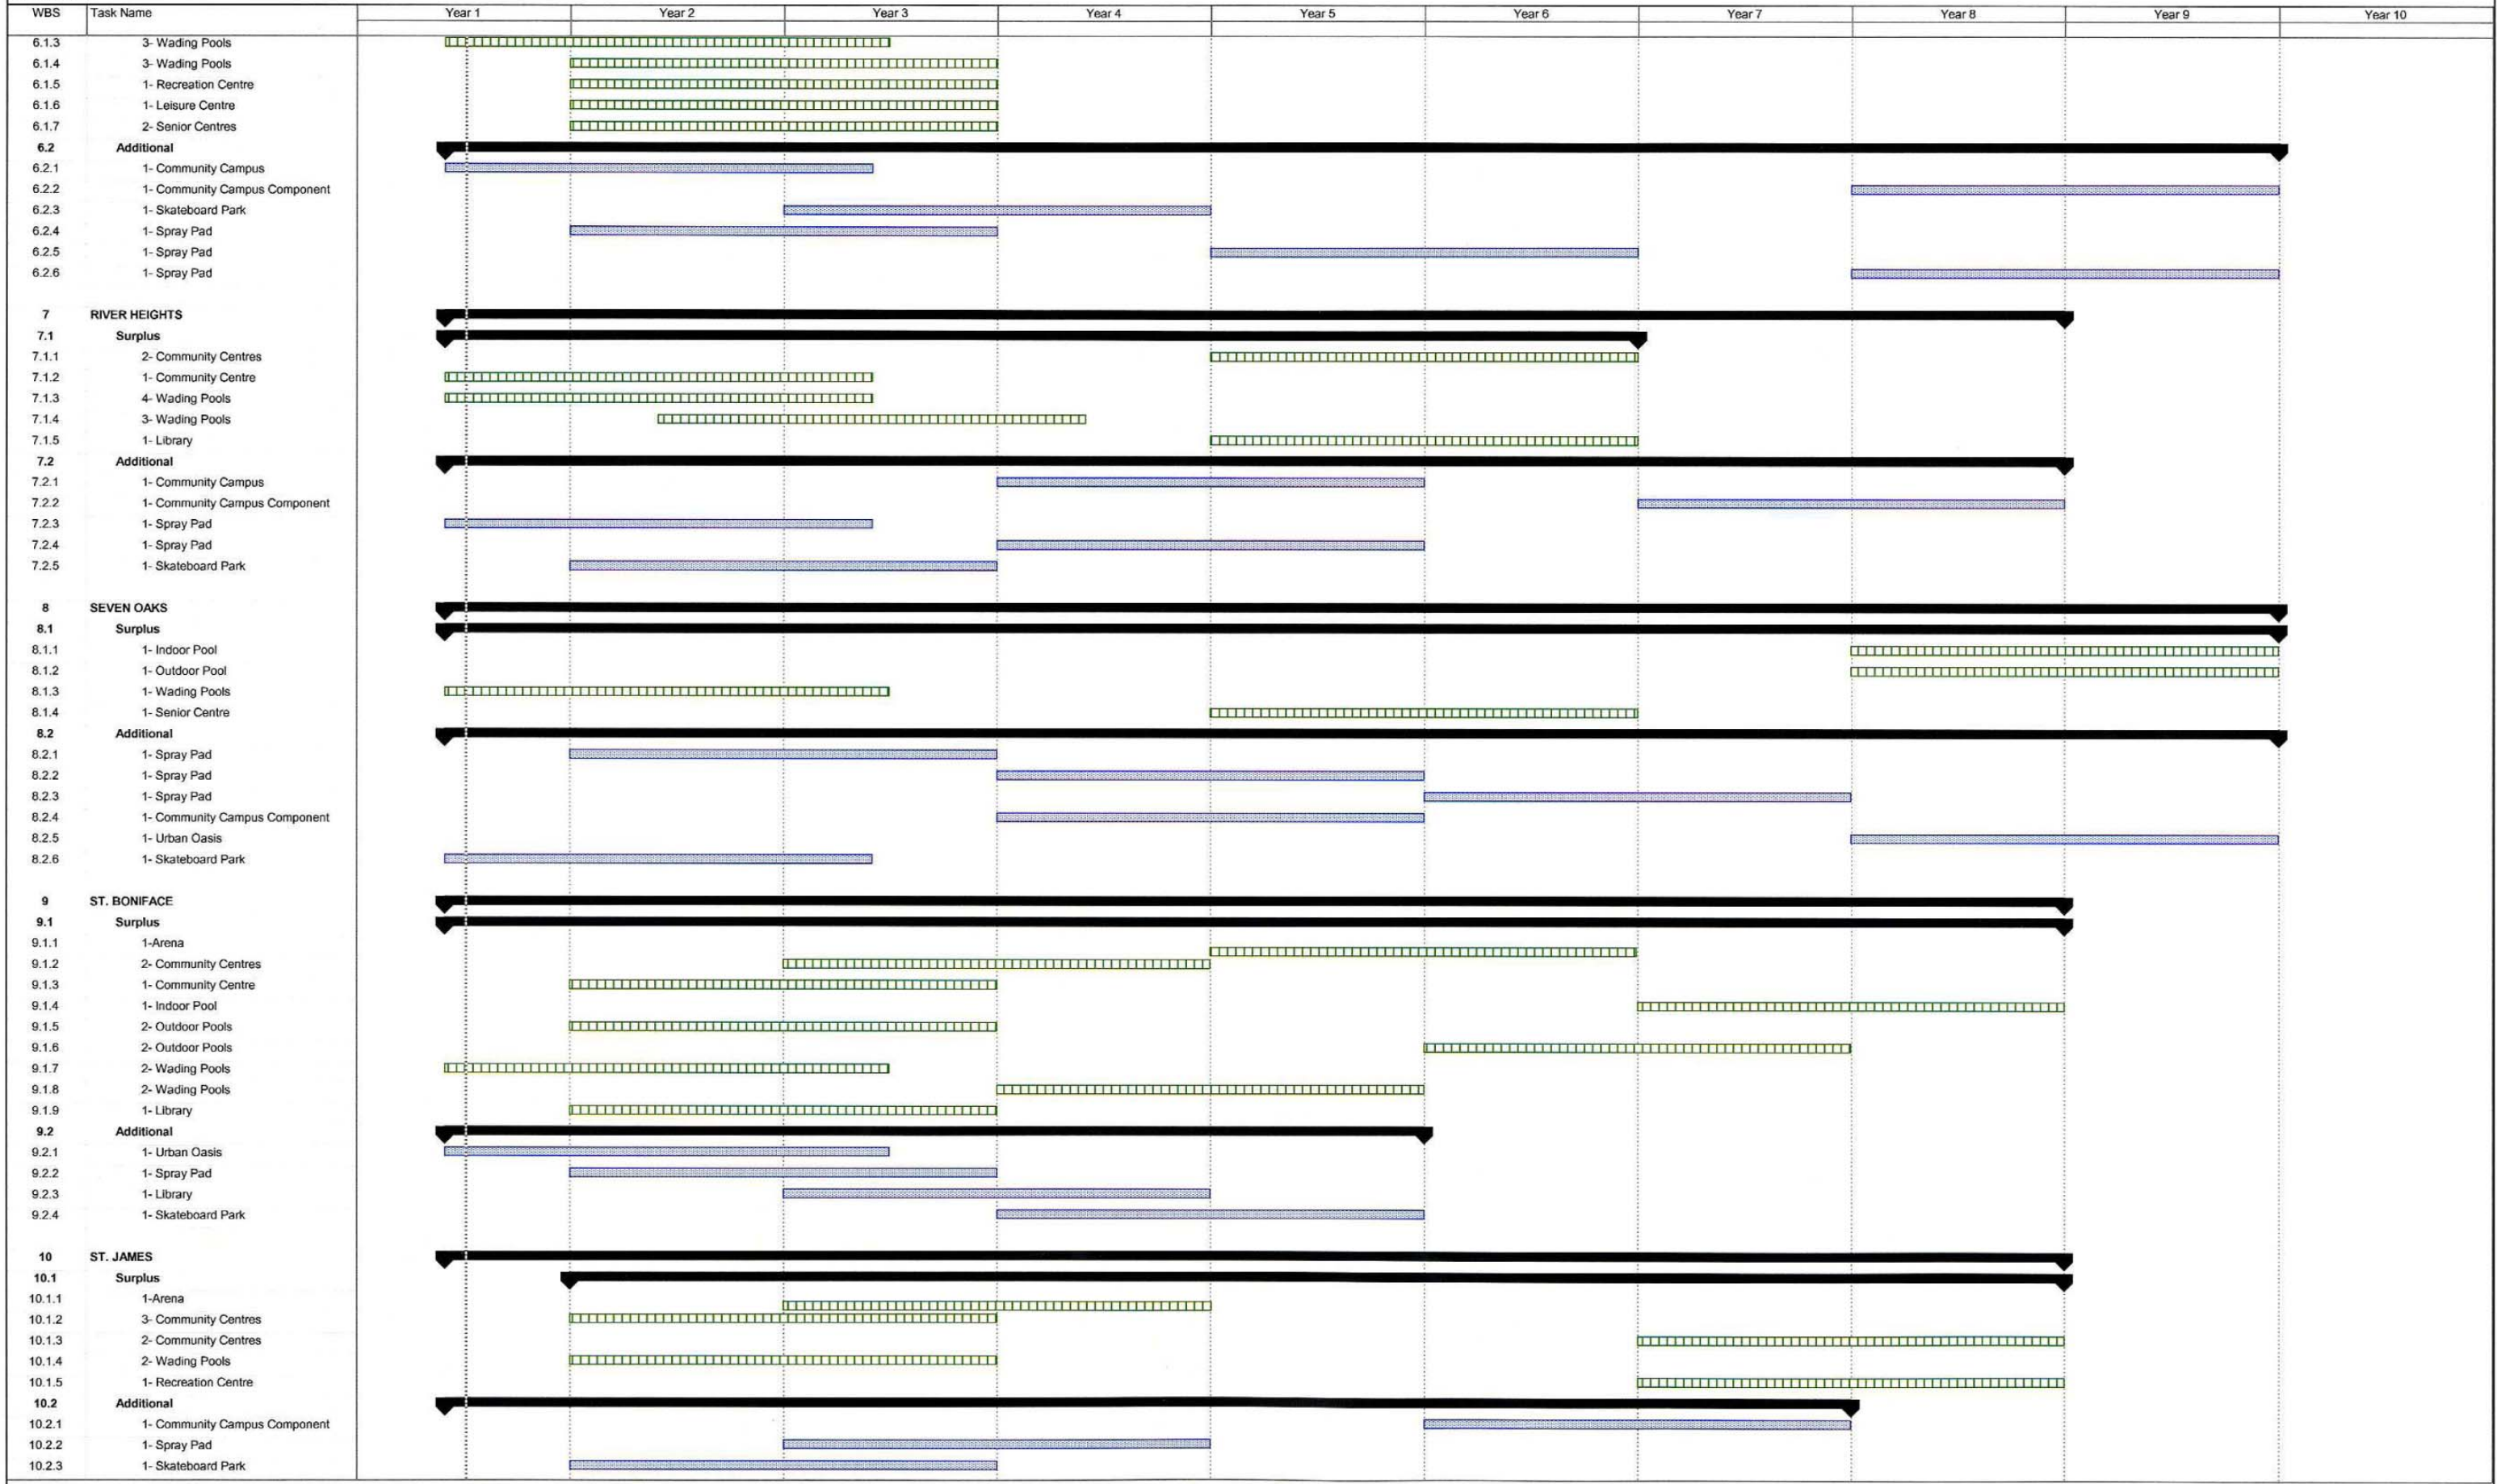 WBS Task Name Year 1 Year 2 Year 3 Year 4 Year 5 Year 6 Year 7 Year 8 Year 9 Year 10
6.1.3 3- Wading Pools
6.1.4 3- Wading Pools
6.1.5 1- Recreation Centre
6.1.6 1- Leisure Centre
6.1.7 2- Senior Centres
6.2 Additional
6.2.1 1- Community Campus
6.2.2 1- Community Campus Component
6.2.3 1- Skateboard Park
6.2.4 1- Spray Pad
6.2.5 1- Spray Pad
6.2.6 1- Spray Pad
7 RIVER HEIGHTS
7.1 Surplus
7.1.1 2- Community Centres
7.1.2 1- Community Centre
7.1.3 4- Wading Pools
7.1.4 3- Wading Pools
7.1.5 1- Library
7.2 Additional
7.2.1 1- Community Campus
7.2.2 1- Community Campus Component
7.2.3 1- Spray Pad
7.2.4 1- Spray Pad
7.2.5 1- Skateboard Park
8 SEVEN OAKS
8.1 Surplus
8.1.1 1- Indoor Pool
8.1.2 1- Outdoor Pool
8.1.3 1- Wading Pools
8.1.4 1- Senior Centre
8.2 Additional
8.2.1 1- Spray Pad
8.2.2 1- Spray Pad
8.2.3 1- Spray Pad
8.2.4 1- Community Campus Component
8.2.5 1- Urban Oasis
8.2.6 1- Skateboard Park
9 ST. BONIFACE
9.1 Surplus
9.1.1 1-Arena
9.1.2 2- Community Centres
9.1.3 1- Community Centre
9.1.4 1- Indoor Pool
9.1.5 2- Outdoor Pools
9.1.6 2- Outdoor Pools
9.1.7 2- Wading Pools
9.1.8 2- Wading Pools
9.1.9 1- Library
9.2 Additional
9.2.1 1- Urban Oasis
9.2.2 1- Spray Pad
9.2.3 1- Library
9.2.4 1- Skateboard Park
10 ST. JAMES
10.1 Surplus
10.1.1 1-Arena
10.1.2 3- Community Centres
10.1.3 2- Community Centres
10.1.4 2- Wading Pools
10.1.5 1- Recreation Centre
10.2 Additional
10.2.1 1- Community Campus Component
10.2.2 1- Spray Pad
10.2.3 1- Skateboard Park